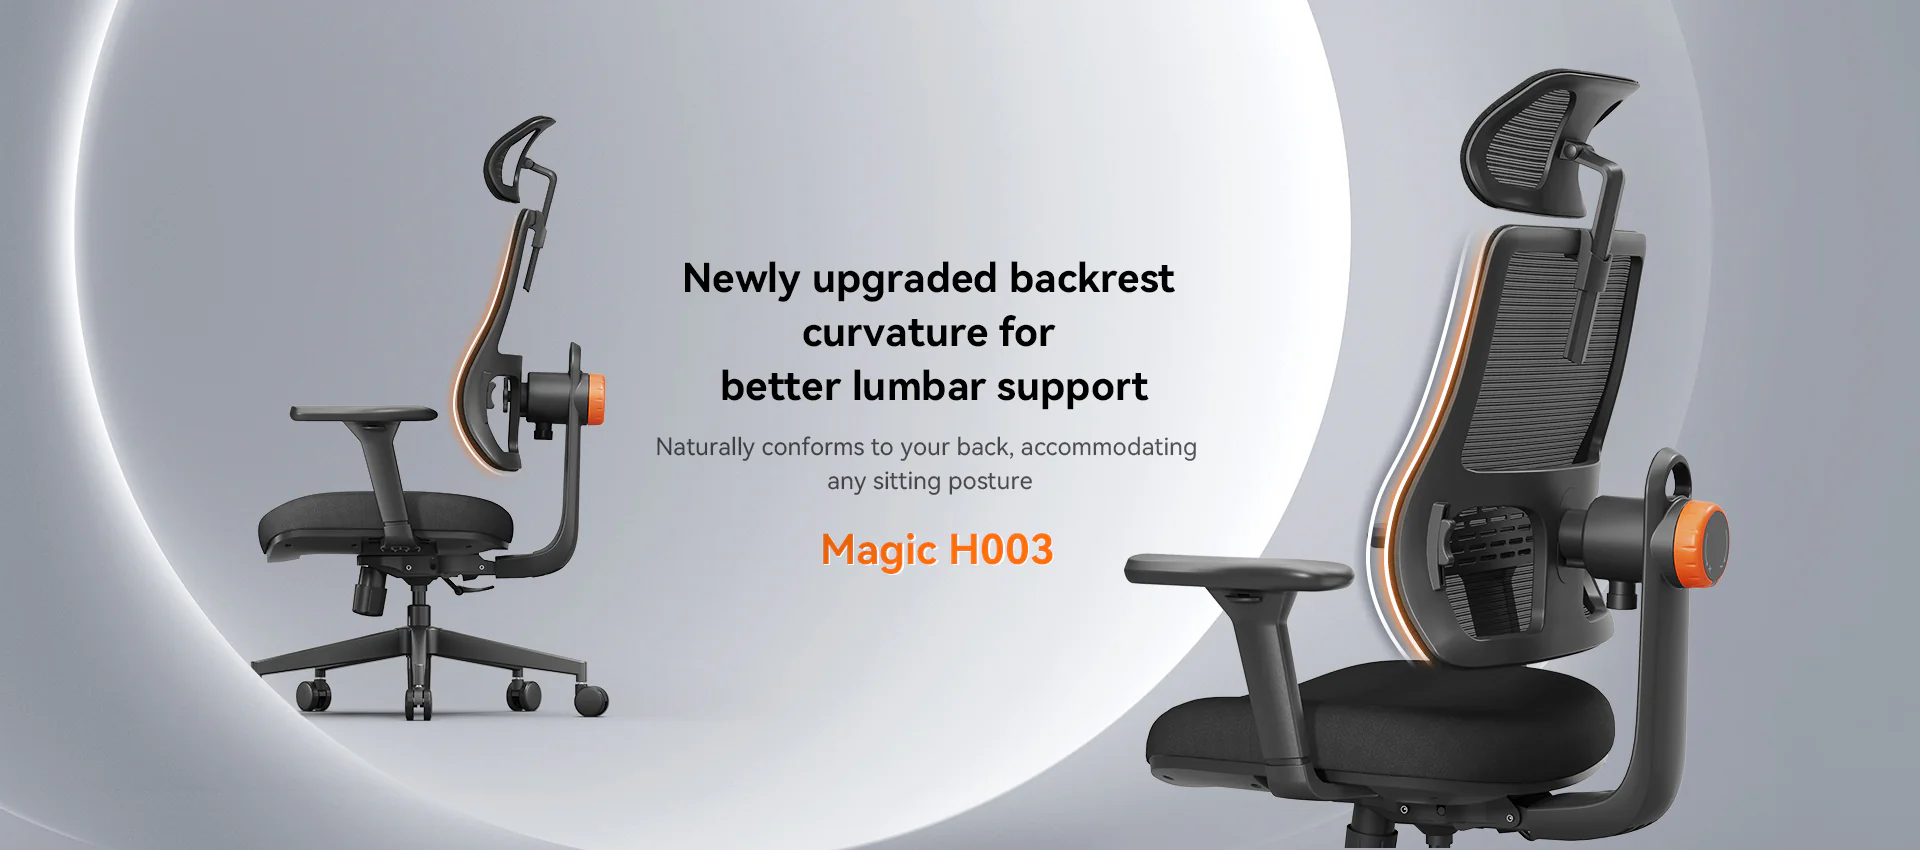 Newly upgraded backrest
curvature for
better lumbar support
Naturally conforms to your back, accommodating
any sitting posture
Magic H003